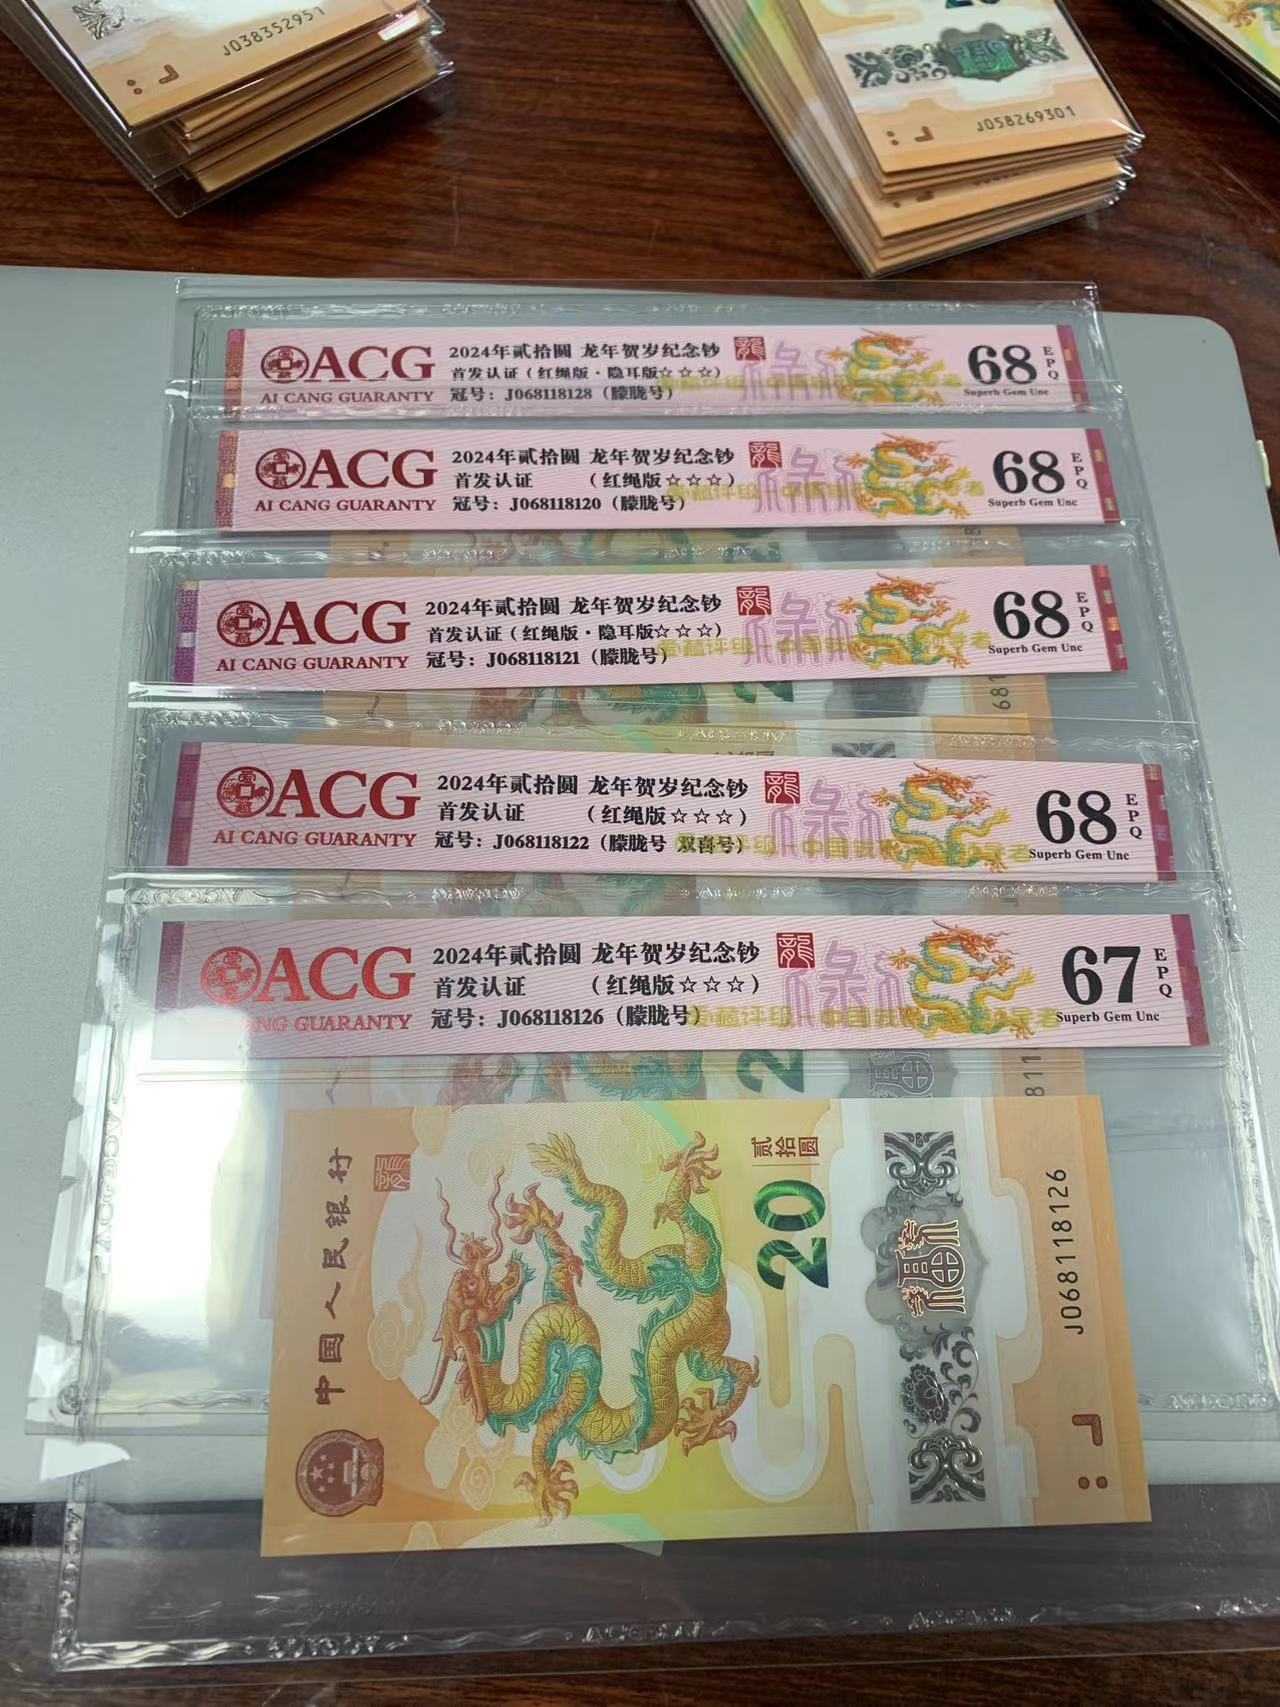 J038352951
J058269301
ACG
AI CANG GUARANTY
2024年贰拾圆 龙年贺岁纪念钞
首发认证（红绳版·隐耳版☆☆☆）
冠号：J068118128（朦胧号）
龍
68
EPQ
Superb Gem Unc
ACG
AI CANG GUARANTY
2024年贰拾圆 龙年贺岁纪念钞
首发认证 （红绳版☆☆☆）
冠号：J068118120（朦胧号）
龍
68
EPQ
Superb Gem Unc
ACG
AI CANG GUARANTY
2024年贰拾圆 龙年贺岁纪念钞
首发认证（红绳版·隐耳版☆☆☆）
冠号：J068118121（朦胧号）
龍
68
EPQ
Superb Gem Unc
ACG
AI CANG GUARANTY
2024年贰拾圆 龙年贺岁纪念钞
首发认证 （红绳版☆☆☆）
冠号：J068118122（朦胧号 双喜号）
龍
68
EPQ
Superb Gem Unc
ACG
CANG GUARANTY
2024年贰拾圆 龙年贺岁纪念钞
首发认证 （红绳版☆☆☆）
冠号：J068118126（朦胧号）
龍
67
EPQ
Superb Gem Unc
中国人民银行
贰拾圆
20
福
J068118126